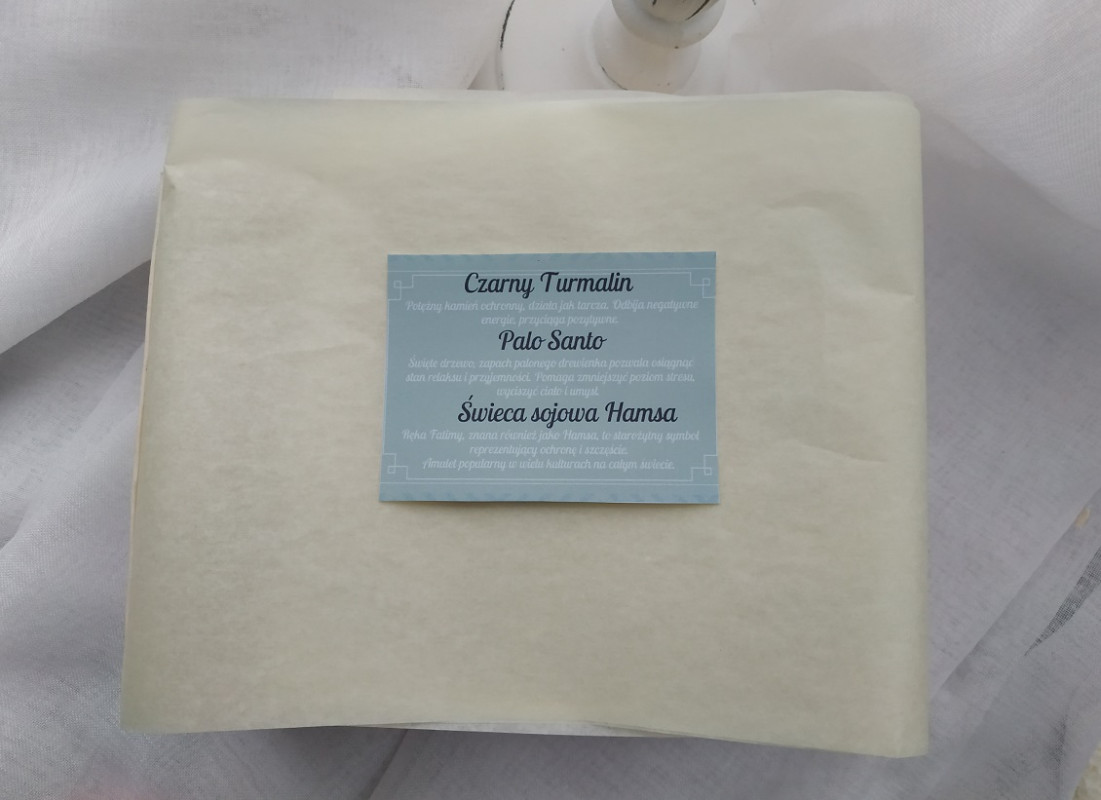 Czarny Turmalin
Potężny kamień ochronny, działa jak tarcza. Odbija negatywne
energie, przyciąga pozytywne.
Palo Santo
Święte drzewo, zapach palonego drewienka pozwala osiągnąć
stan relaksu i przyjemności. Pomaga zmniejszyć poziom stresu,
wyciszyć ciało i umysł.
Świeca sojowa Hamsa
Ręka Fatimy, znana również jako Hamsa, to starożytny symbol
reprezentujący ochronę i szczęście.
Amulet popularny w wielu kulturach na całym świecie.